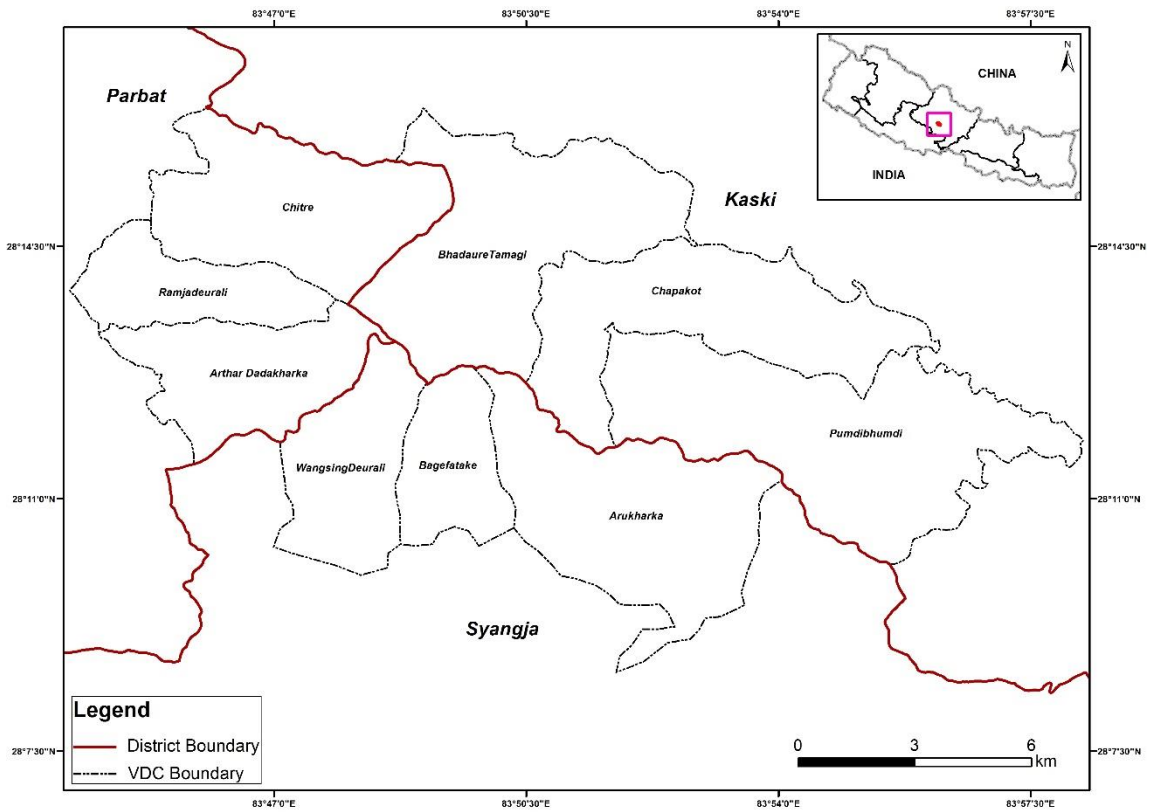 83°47'0"E 83°50'30"E 83°54'0"E 83°57'30"E
N
CHINA
INDIA
Parbat
Kaski
Chitre
28°14'30"N 28°14'30"N
BhadaureTamagi
Ramjadeurali
Chapakot
Arthar Dadakharka
Pumdibhumdi
WangsingDeurali
Bagefatake
28°11'0"N 28°11'0"N
Arukharka
Syangja
Legend
District Boundary
VDC Boundary
28°7'30"N 28°7'30"N
0 3 6
km
83°47'0"E 83°50'30"E 83°54'0"E 83°57'30"E